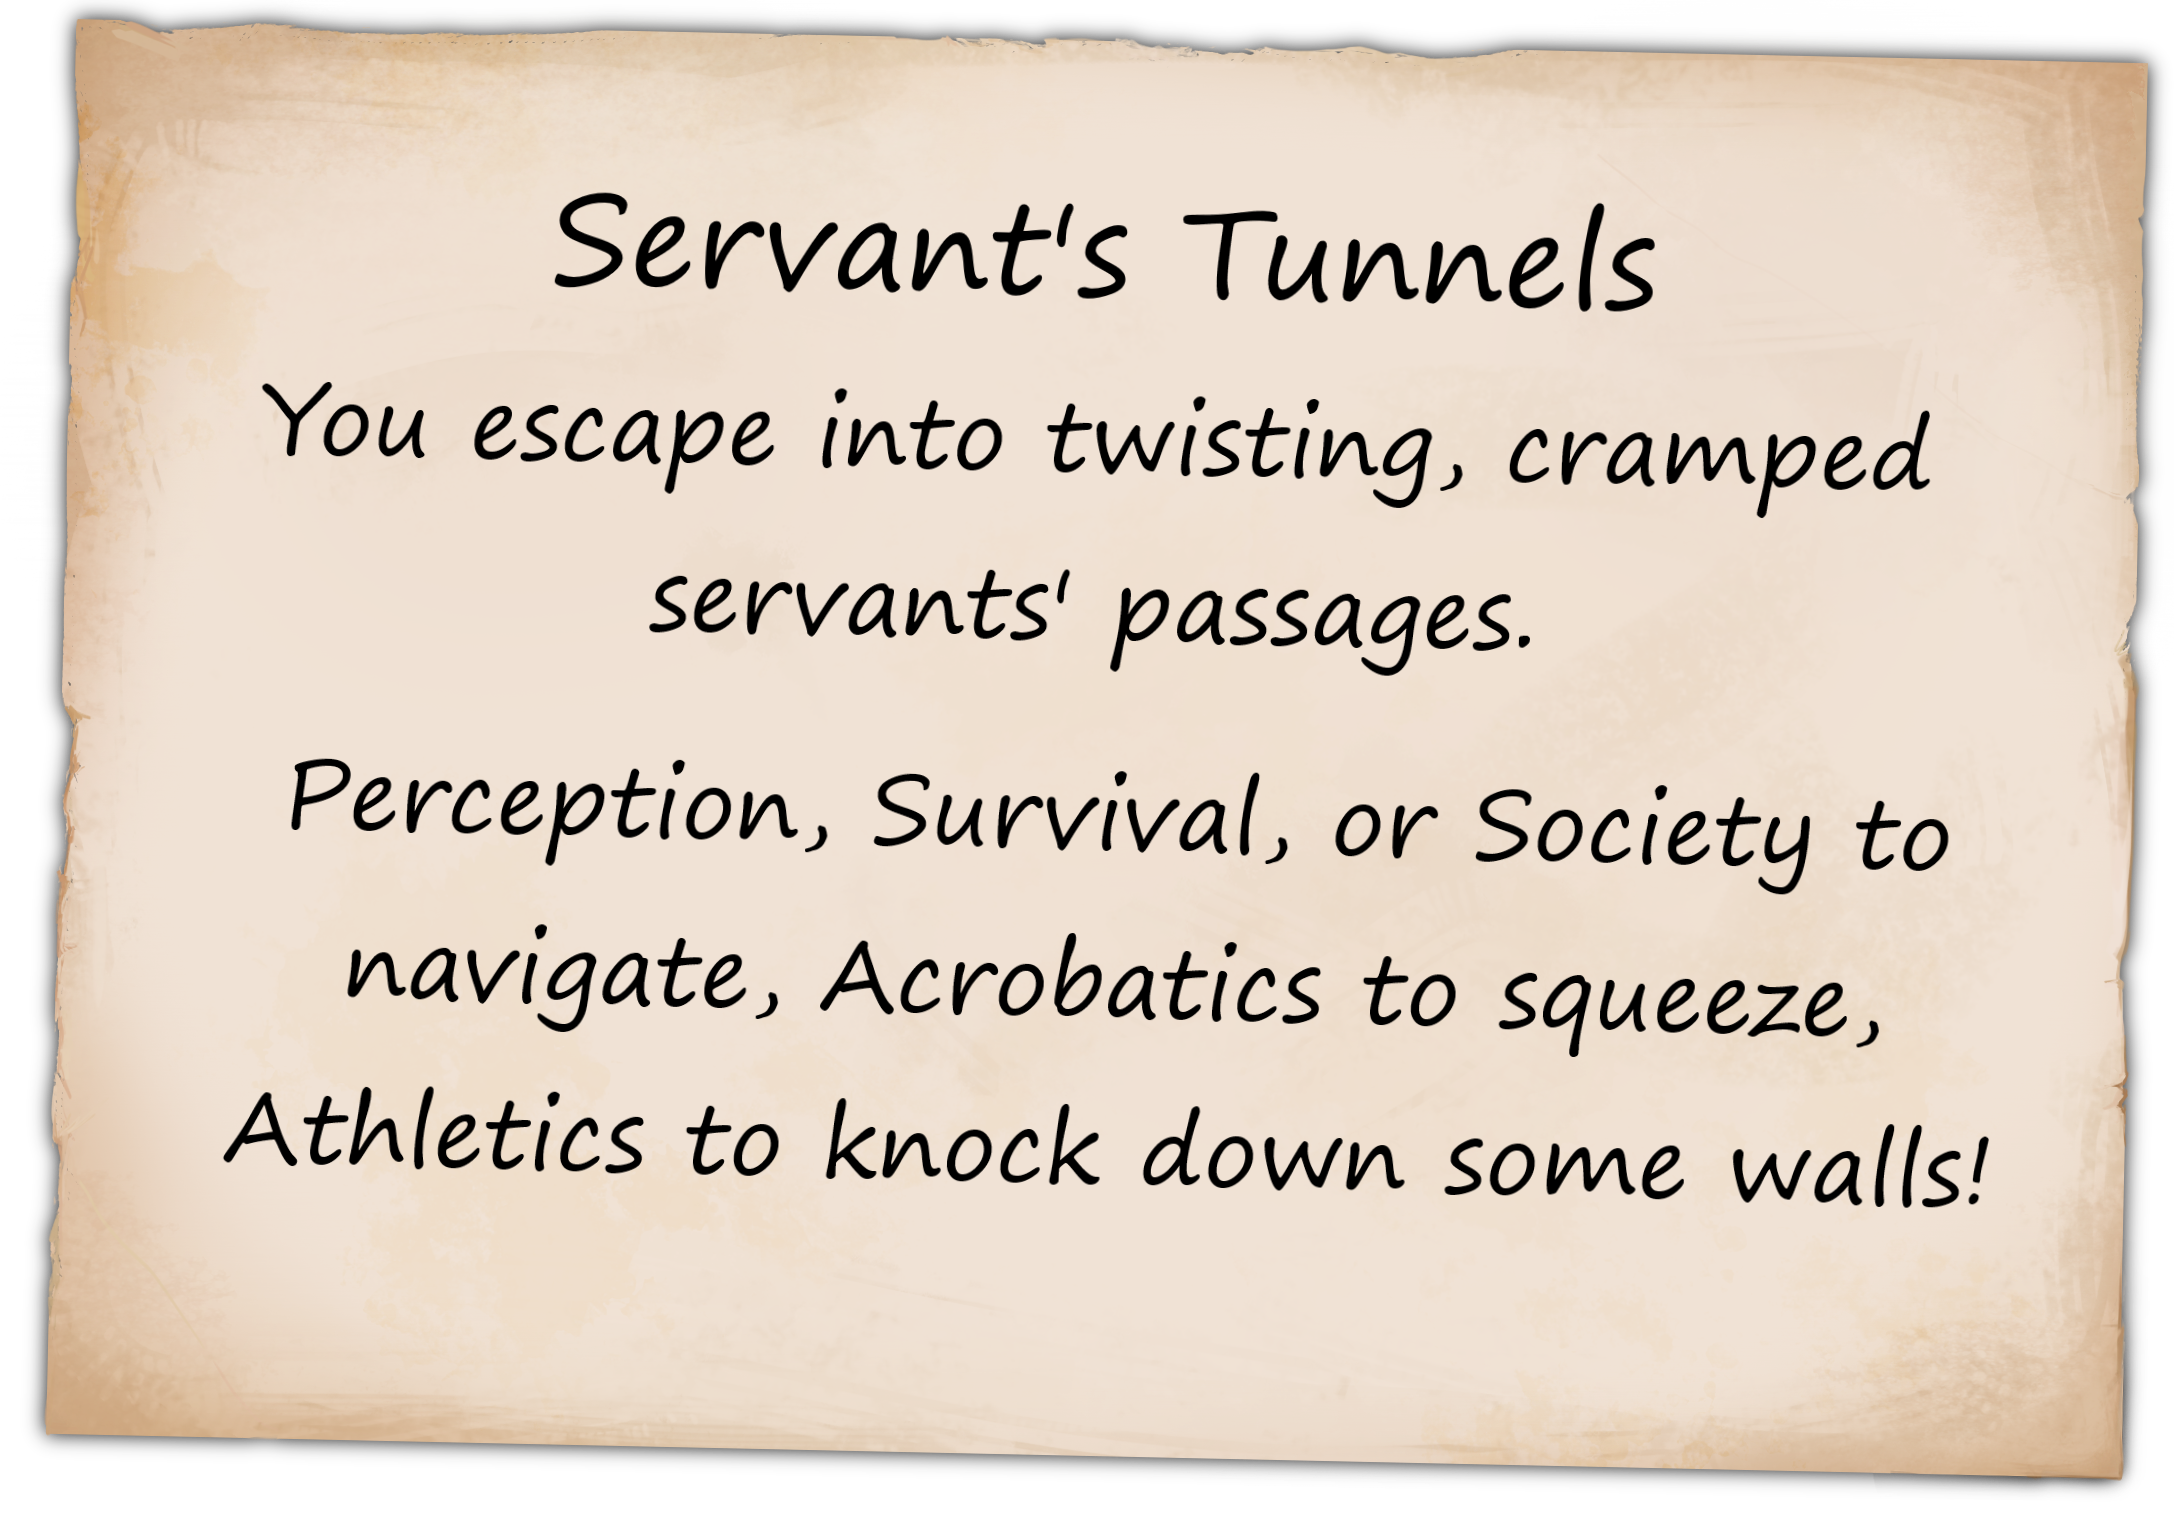 Servant's Tunnels
You escape into twisting, cramped
servants' passages.
Perception, Survival, or Society to
navigate, Acrobatics to squeeze,
Athletics to knock down some walls!